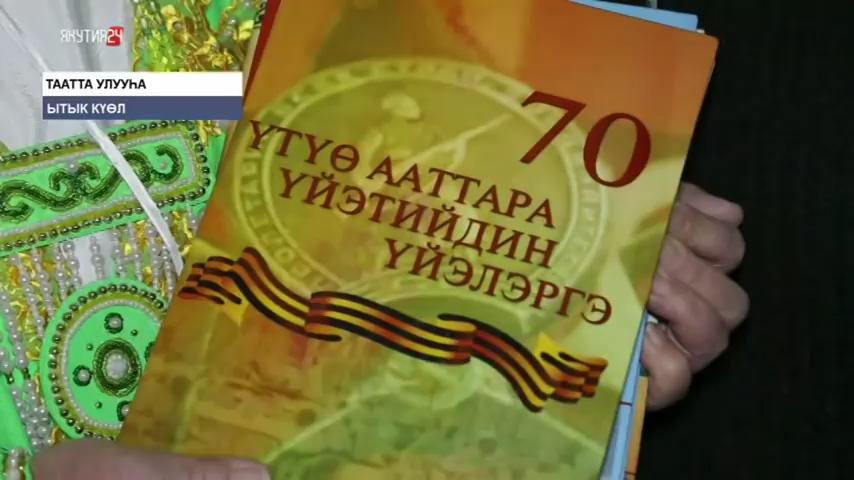 ЯКУТИЯ24
ТААТТА УЛУУҺА
ЫТЫК КҮӨЛ
70
ҮТҮӨ ААТТАРА
ҮЙЭТИЙДИН
ҮЙЭЛЭРГЭ